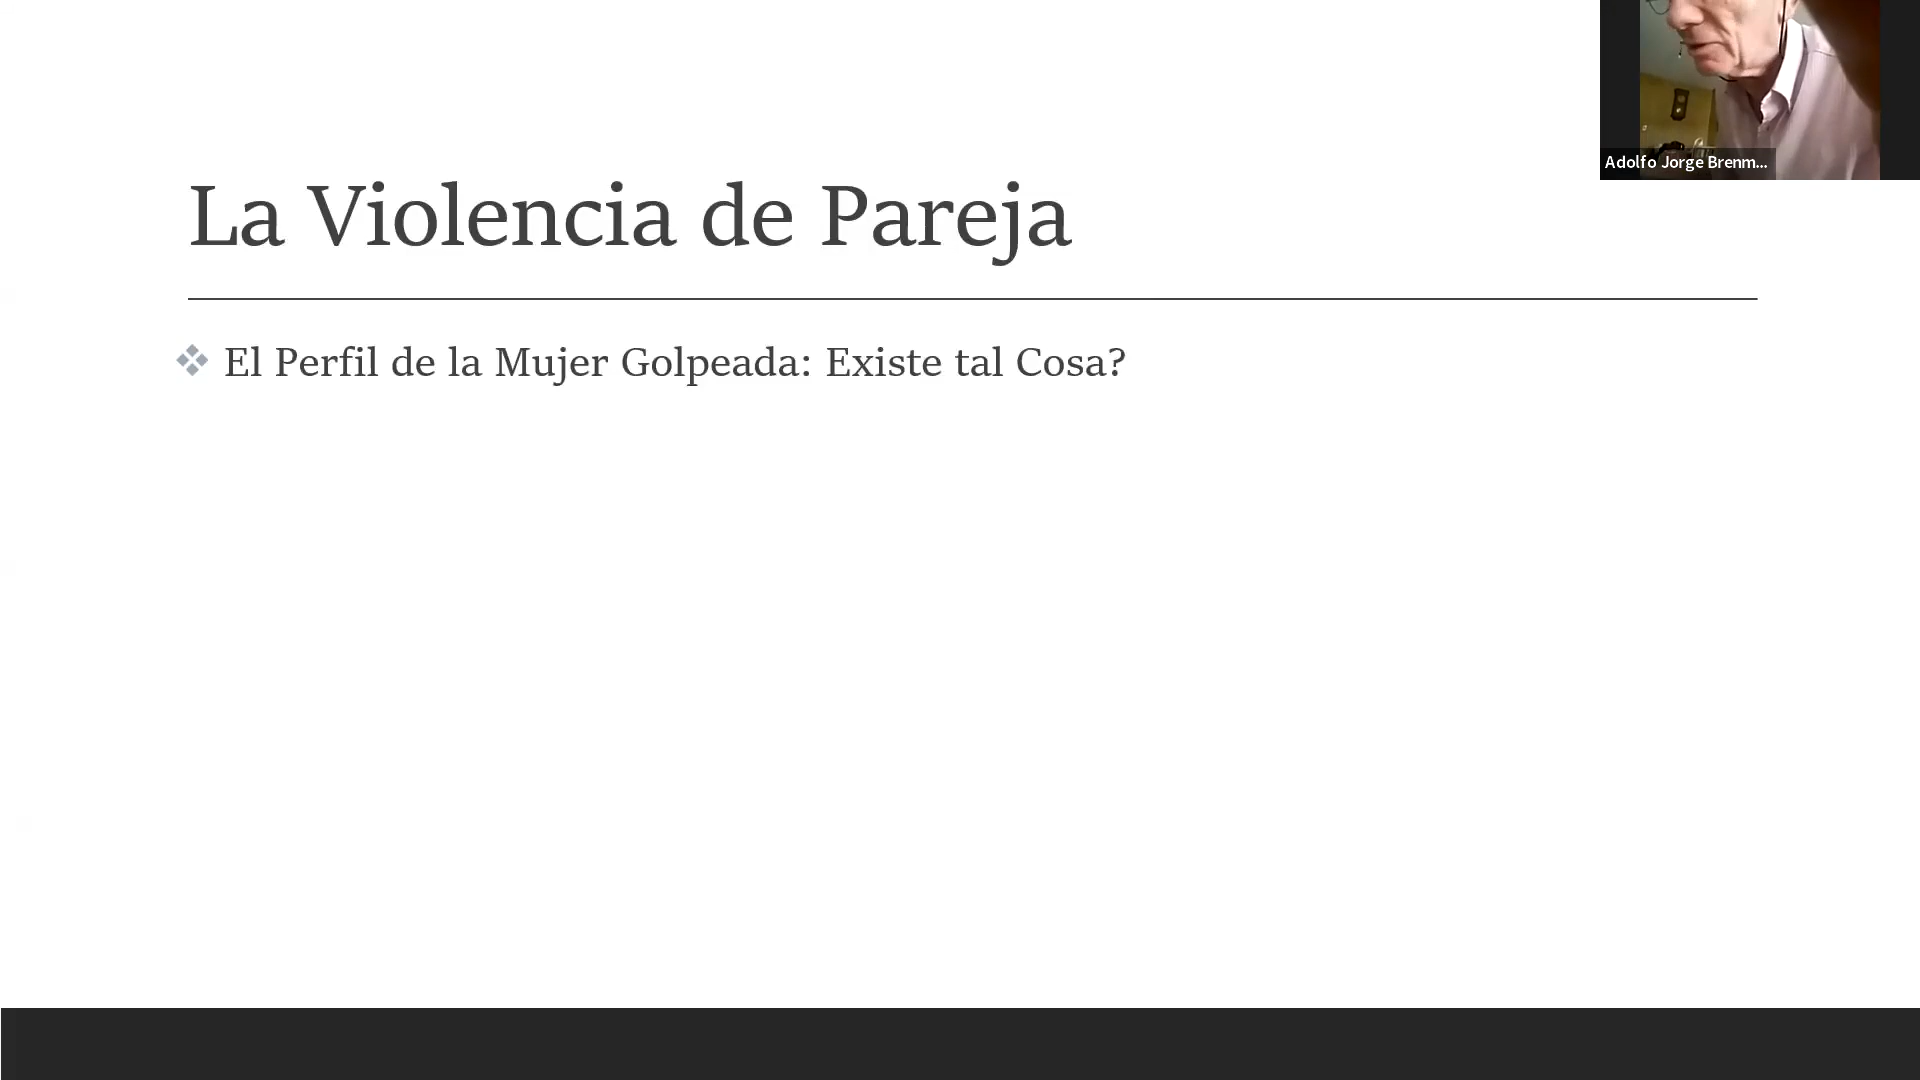 La Violencia de Pareja
El Perfil de la Mujer Golpeada: Existe tal Cosa?
Adolfo Jorge Brenm...